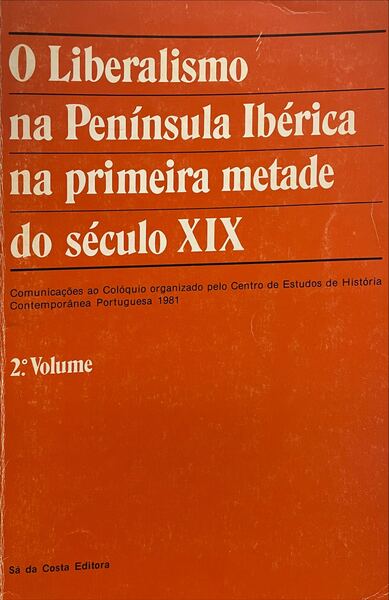 O Liberalismo
na Península Ibérica
na primeira metade
do século XIX
Comunicações ao Colóquio organizado pelo Centro de Estudos de História
Contemporânea Portuguesa 1981
2.º Volume
Sá da Costa Editora